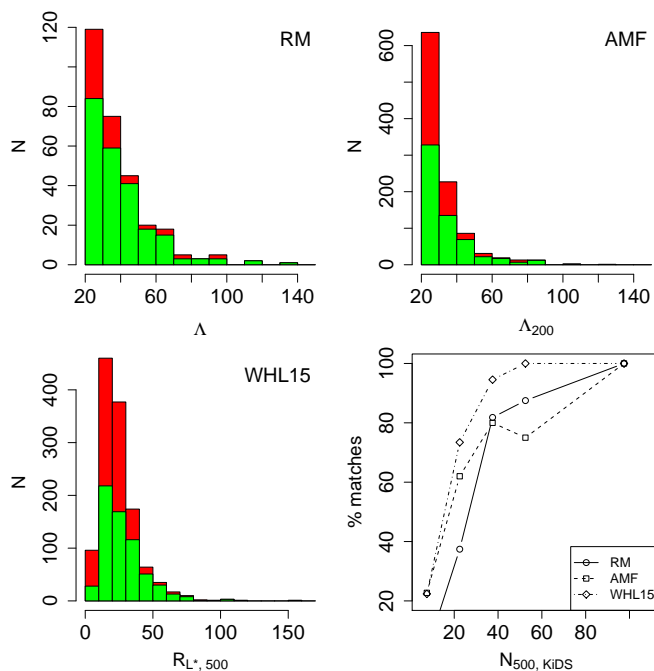 RM
N
0 20 40 60 80 120
20 60 100 140
Λ
AMF
N
0 200 400 600
20 60 100 140
Λ200
WHL15
N
0 100 200 300 400
0 50 100 150
RL*, 500
% matches
20 40 60 80 100
20 40 60 80
N500, KiDS
RM
AMF
WHL15